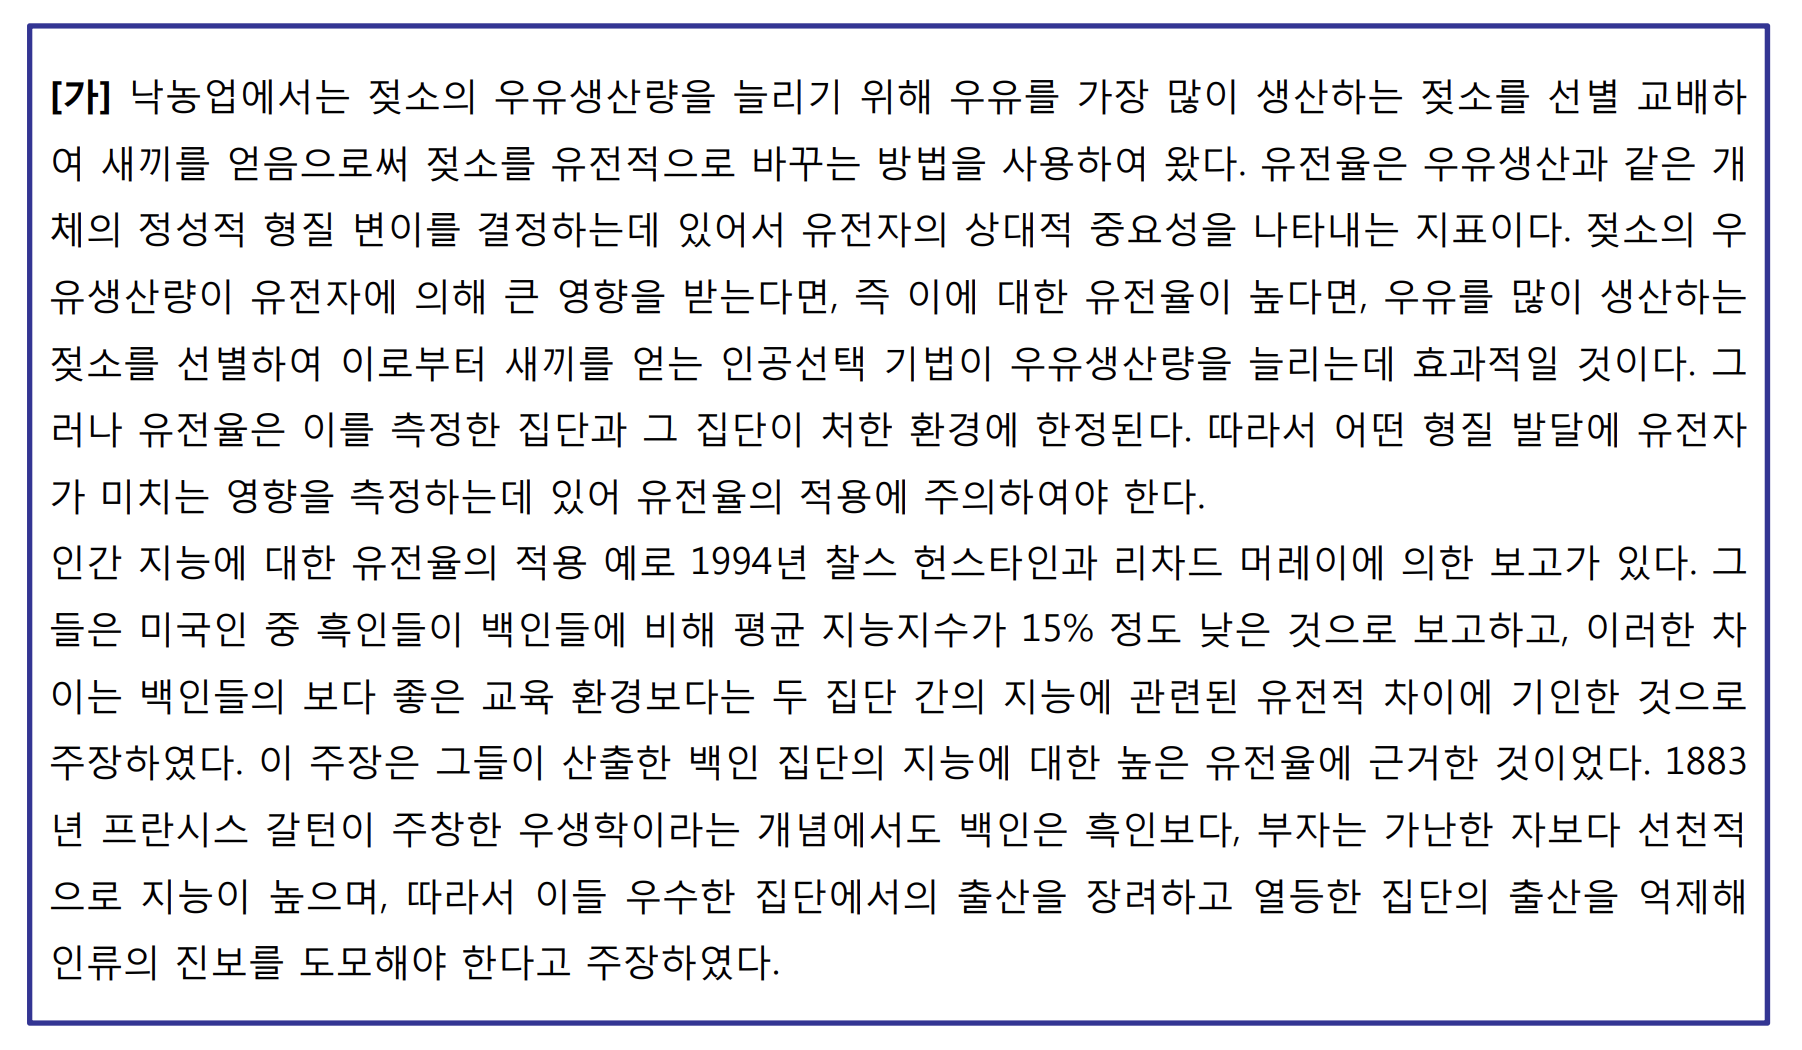 [가] 낙농업에서는 젖소의 우유생산량을 늘리기 위해 우유를 가장 많이 생산하는 젖소를 선별 교배하
여 새끼를 얻음으로써 젖소를 유전적으로 바꾸는 방법을 사용하여 왔다. 유전율은 우유생산과 같은 개
체의 정성적 형질 변이를 결정하는데 있어서 유전자의 상대적 중요성을 나타내는 지표이다. 젖소의 우
유생산량이 유전자에 의해 큰 영향을 받는다면, 즉 이에 대한 유전율이 높다면, 우유를 많이 생산하는
젖소를 선별하여 이로부터 새끼를 얻는 인공선택 기법이 우유생산량을 늘리는데 효과적일 것이다. 그
러나 유전율은 이를 측정한 집단과 그 집단이 처한 환경에 한정된다. 따라서 어떤 형질 발달에 유전자
가 미치는 영향을 측정하는데 있어 유전율의 적용에 주의하여야 한다.
인간 지능에 대한 유전율의 적용 예로 1994년 찰스 헌스타인과 리차드 머레이에 의한 보고가 있다. 그
들은 미국인 중 흑인들이 백인들에 비해 평균 지능지수가 15% 정도 낮은 것으로 보고하고, 이러한 차
이는 백인들의 보다 좋은 교육 환경보다는 두 집단 간의 지능에 관련된 유전적 차이에 기인한 것으로
주장하였다. 이 주장은 그들이 산출한 백인 집단의 지능에 대한 높은 유전율에 근거한 것이었다. 1883
년 프란시스 갈턴이 주창한 우생학이라는 개념에서도 백인은 흑인보다, 부자는 가난한 자보다 선천적
으로 지능이 높으며, 따라서 이들 우수한 집단에서의 출산을 장려하고 열등한 집단의 출산을 억제해
인류의 진보를 도모해야 한다고 주장하였다.